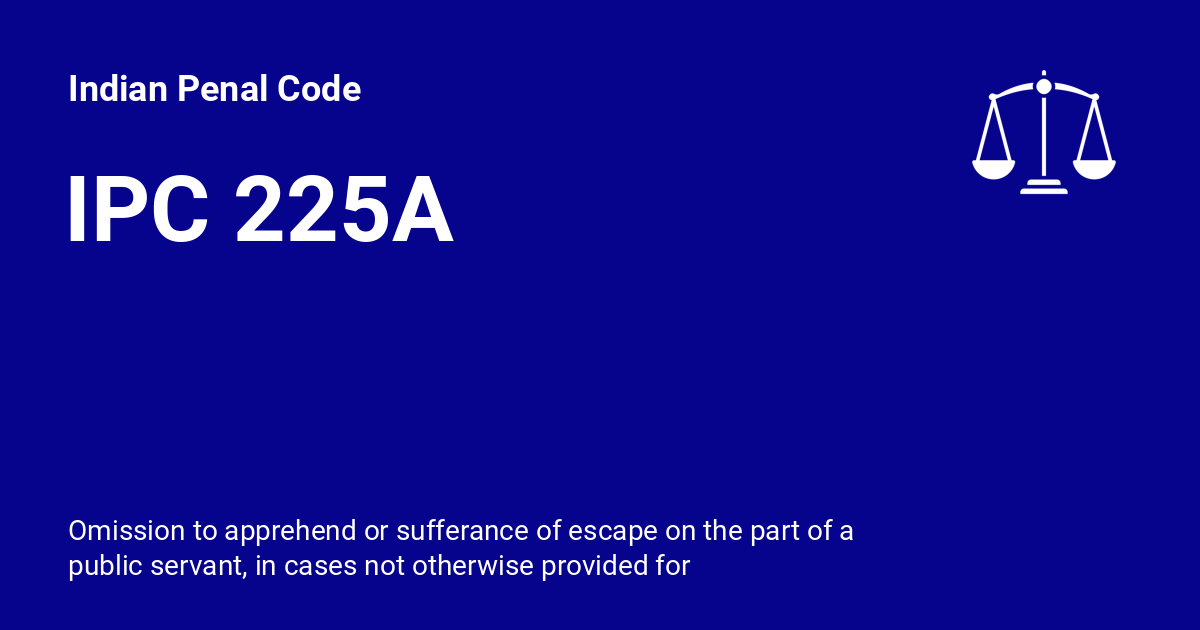 Indian Penal Code
IPC 225A
Omission to apprehend or sufferance of escape on the part of a
public servant, in cases not otherwise provided for